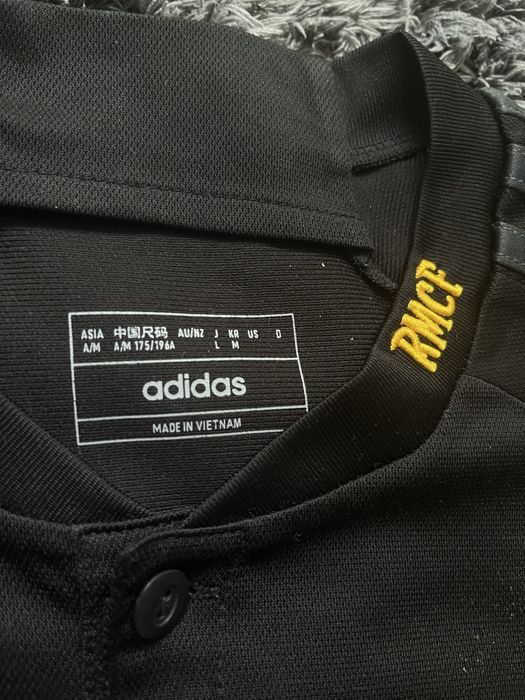 ASIA 中国尺码 AU/NZ J KR US D
A/M A/M 175/196A L M
adidas
MADE IN VIETNAM
RMCF